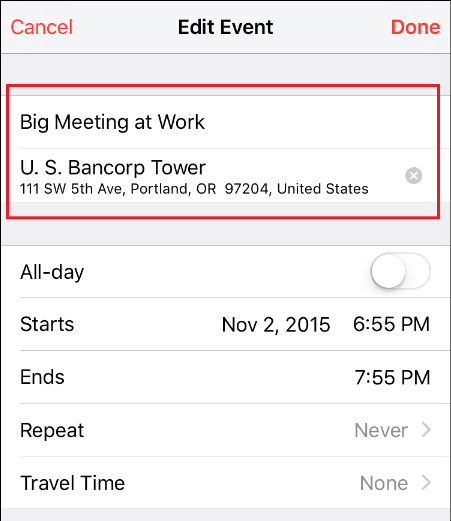 Cancel Edit Event Done
Big Meeting at Work
U. S. Bancorp Tower
111 SW 5th Ave, Portland, OR  97204, United States
All-day
Starts Nov 2, 2015 6:55 PM
Ends 7:55 PM
Repeat Never
Travel Time None